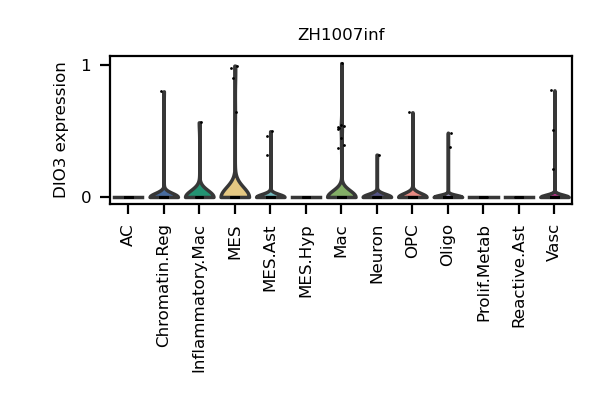 ZH1007inf
DIO3 expression
1
0
AC
Chromatin.Reg
Inflammatory.Mac
MES
MES.Ast
MES.Hyp
Mac
Neuron
OPC
Oligo
Prolif.Metab
Reactive.Ast
Vasc